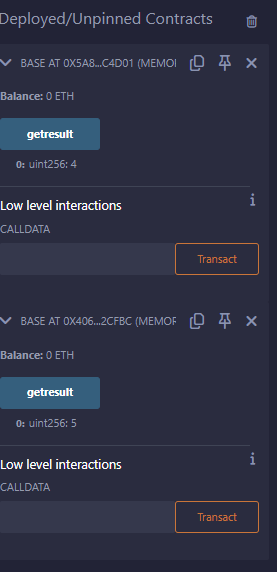 Deployed/Unpinned Contracts
BASE AT 0X5A8...C4D01 (MEMOI
Balance: 0 ETH
getresult
0: uint256: 4
Low level interactions
i
CALLDATA
Transact
BASE AT 0X406...2CFBC (MEMOR
Balance: 0 ETH
getresult
0: uint256: 5
Low level interactions
i
CALLDATA
Transact